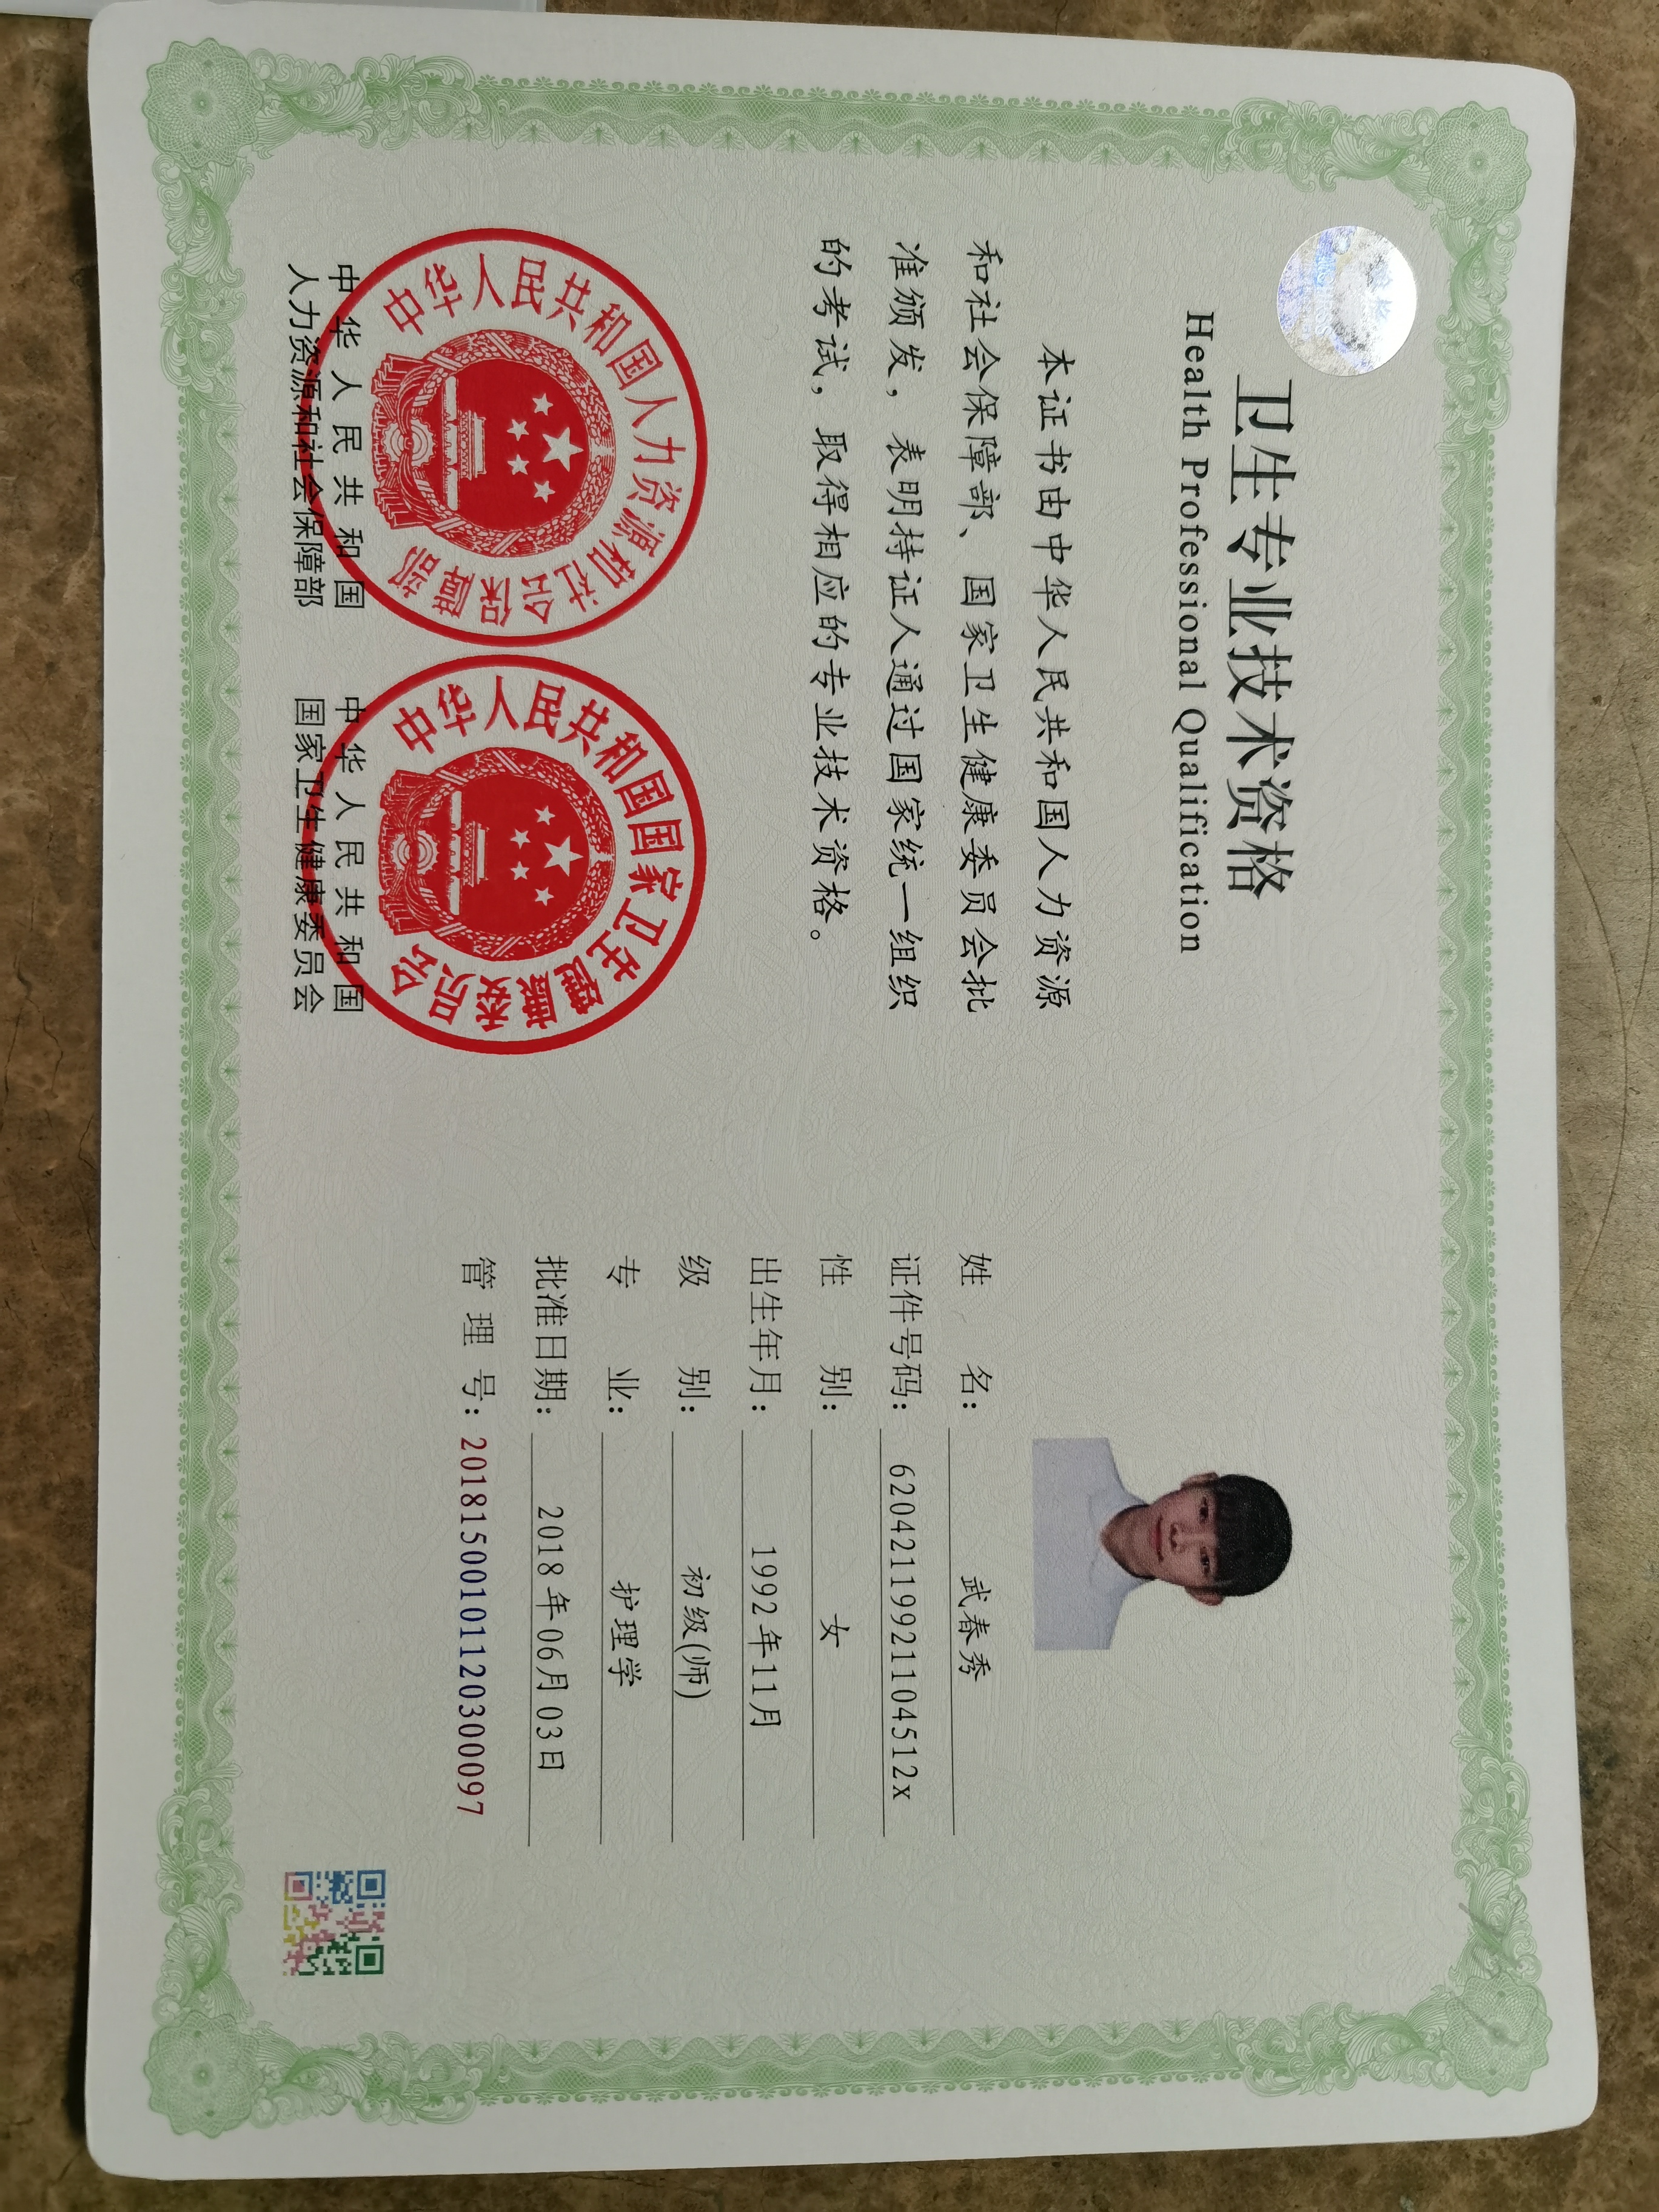 卫生专业技术资格
Health Professional Qualification
本证书由中华人民共和国人力资源
和社会保障部、国家卫生健康委员会批
准颁发，表明持证人通过国家统一组织
的考试，取得相应的专业技术资格。
中华人民共和国人力资源和社会保障部
中华人民共和国国家卫生健康委员会
中华人民共和国
人力资源和社会保障部
中华人民共和国
国家卫生健康委员会
姓名：武春秀
证件号码：62042119921104512x
性别：女
出生年月：1992年11月
级别：初级(师)
专业：护理学
批准日期：2018年06月03日
管理号：20181500101120300097